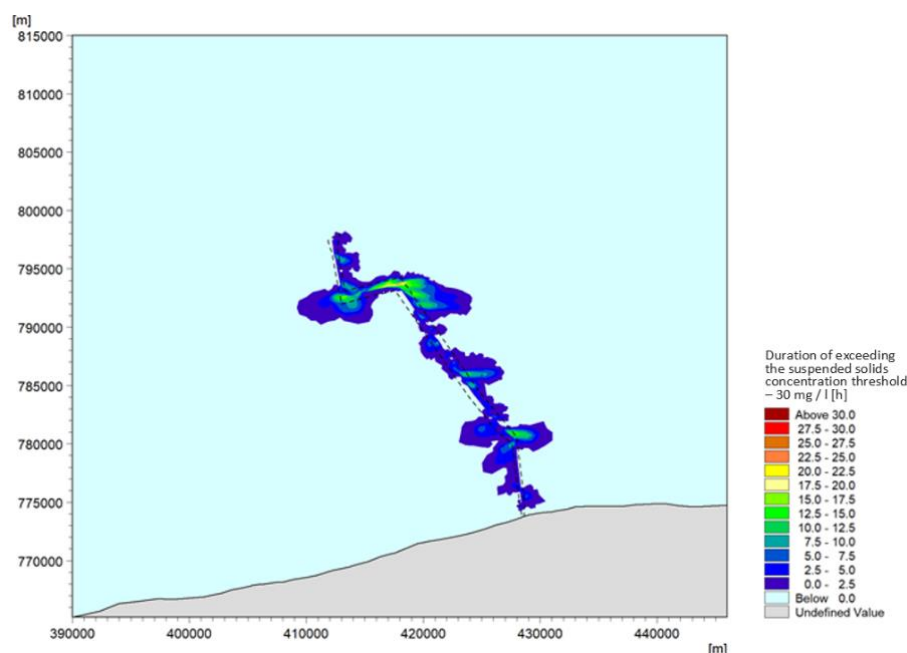 [m]
815000
810000
805000
800000
795000
790000
785000
780000
775000
770000
390000 400000 410000 420000 430000 440000
[m]
Duration of exceeding
the suspended solids
concentration threshold
– 30 mg / l [h]
Above 30.0
27.5 - 30.0
25.0 - 27.5
22.5 - 25.0
20.0 - 22.5
17.5 - 20.0
15.0 - 17.5
12.5 - 15.0
10.0 - 12.5
7.5 - 10.0
5.0 - 7.5
2.5 - 5.0
0.0 - 2.5
Below 0.0
Undefined Value